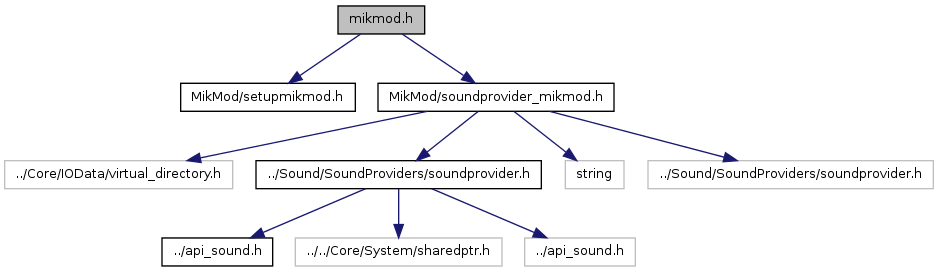 mikmod.h
MikMod/setupmikmod.h
MikMod/soundprovider_mikmod.h
../Core/IOData/virtual_directory.h
../Sound/SoundProviders/soundprovider.h
string
../Sound/SoundProviders/soundprovider.h
../api_sound.h
../../Core/System/sharedptr.h
../api_sound.h